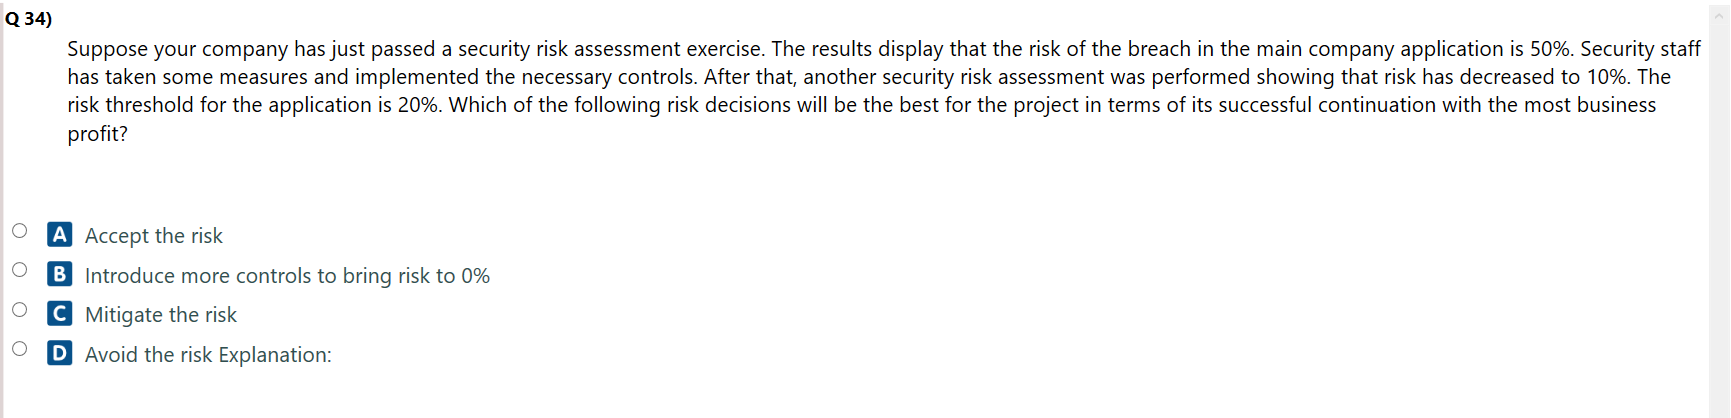 Q 34)
Suppose your company has just passed a security risk assessment exercise. The results display that the risk of the breach in the main company application is 50%. Security staff
has taken some measures and implemented the necessary controls. After that, another security risk assessment was performed showing that risk has decreased to 10%. The
risk threshold for the application is 20%. Which of the following risk decisions will be the best for the project in terms of its successful continuation with the most business
profit?
A Accept the risk
B Introduce more controls to bring risk to 0%
C Mitigate the risk
D Avoid the risk Explanation: